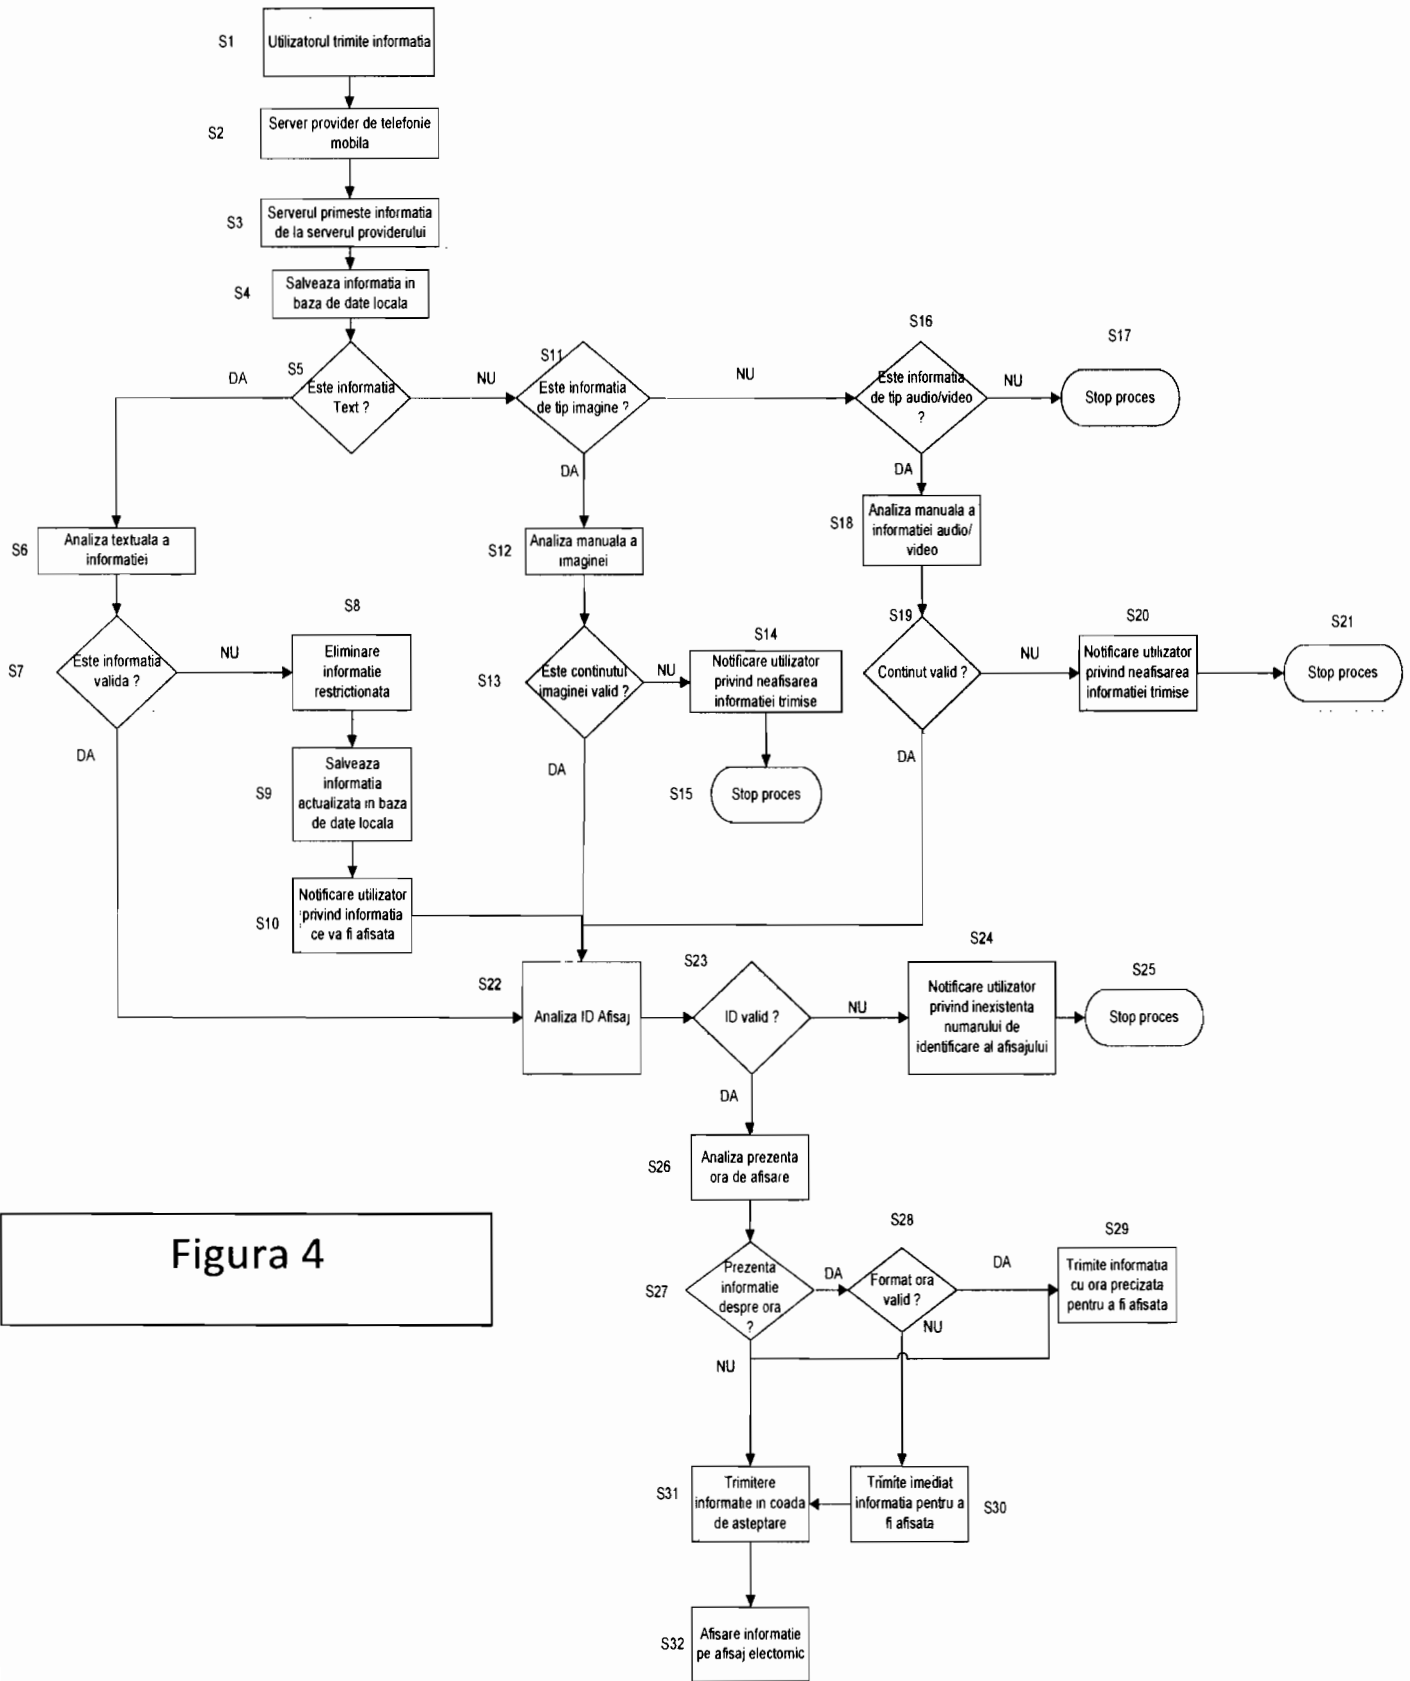 S1
Utilizatorul trimite informatia
S2
Server provider de telefonie
mobila
S3
Serverul primeste informatia
de la serverul providerului
S4
Salveaza informatia in
baza de date locala
S5
Este informatia
Text ?
DA
NU
S11
Este informatia
de tip imagine ?
NU
DA
S16
Este informatia
de tip audio/video
?
NU
DA
S17
Stop proces
S6
Analiza textuala a
informatiei
S12
Analiza manuala a
imaginei
S18
Analiza manuala a
informatiei audio/
video
S7
Este informatia
valida ?
NU
DA
S8
Eliminare
informatie
restrictionata
S9
Salveaza
informatia
actualizata in baza
de date locala
S10
Notificare utilizator
privind informatia
ce va fi afisata
S13
Este continutul
imaginei valid ?
NU
DA
S14
Notificare utilizator
privind neafisarea
informatiei trimise
S15
Stop proces
S19
Continut valid ?
NU
DA
S20
Notificare utilizator
privind neafisarea
informatiei trimise
S21
Stop proces
S22
Analiza ID Afisaj
S23
ID valid ?
NU
DA
S24
Notificare utilizator
privind inexistenta
numarului de
identificare al afisajului
S25
Stop proces
S26
Analiza prezenta
ora de afisare
S27
Prezenta
informatie
despre ora
?
DA
NU
S28
Format ora
valid ?
DA
NU
S29
Trimite informatia
cu ora precizata
pentru a fi afisata
S31
Trimitere
informatie in coada
de asteptare
Trimite imediat
informatia pentru a
fi afisata
S30
S32
Afisare informatie
pe afisaj electornic
Figura 4